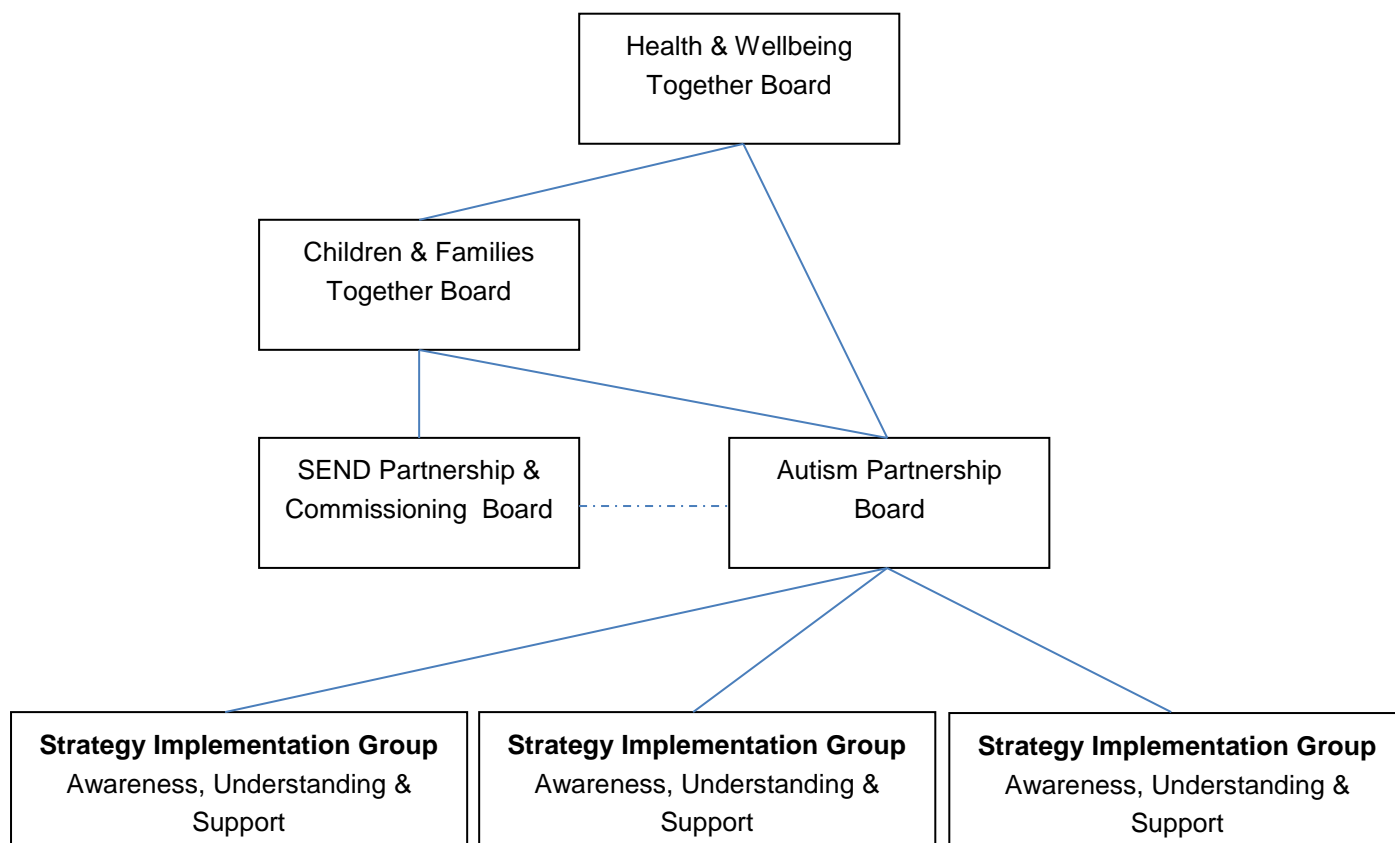 Health & Wellbeing
Together Board
Children & Families
Together Board
SEND Partnership &
Commissioning  Board
Autism Partnership
Board
Strategy Implementation Group
Awareness, Understanding &
Support
Strategy Implementation Group
Awareness, Understanding &
Support
Strategy Implementation Group
Awareness, Understanding &
Support